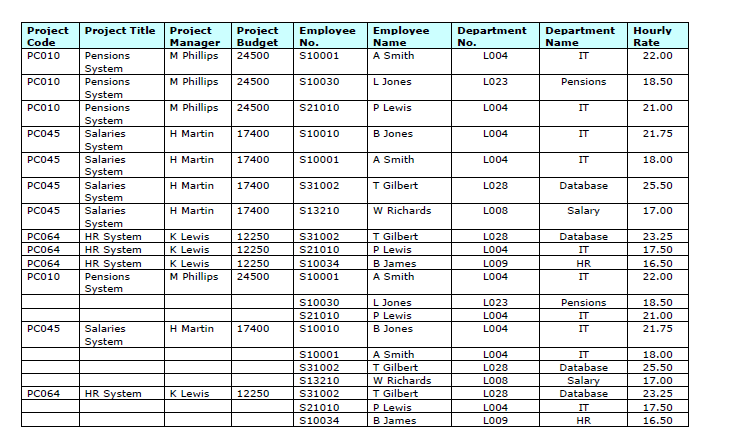 Project Project Title Project Project Employee Employee Department Department Hourly
Code Manager Budget No. Name No. Name Rate
PC010 Pensions M Phillips 24500 S10001 A Smith L004 IT 22.00
System
PC010 Pensions M Phillips 24500 S10030 L Jones L023 Pensions 18.50
System
PC010 Pensions M Phillips 24500 S21010 P Lewis L004 IT 21.00
System
PC045 Salaries H Martin 17400 S10010 B Jones L004 IT 21.75
System
PC045 Salaries H Martin 17400 S10001 A Smith L004 IT 18.00
System
PC045 Salaries H Martin 17400 S31002 T Gilbert L028 Database 25.50
System
PC045 Salaries H Martin 17400 S13210 W Richards L008 Salary 17.00
System
PC064 HR System K Lewis 12250 S31002 T Gilbert L028 Database 23.25
PC064 HR System K Lewis 12250 S21010 P Lewis L004 IT 17.50
PC064 HR System K Lewis 12250 S10034 B James L009 HR 16.50
PC010 Pensions M Phillips 24500 S10001 A Smith L004 IT 22.00
System
S10030 L Jones L023 Pensions 18.50
S21010 P Lewis L004 IT 21.00
PC045 Salaries H Martin 17400 S10010 B Jones L004 IT 21.75
System
S10001 A Smith L004 IT 18.00
S31002 T Gilbert L028 Database 25.50
S13210 W Richards L008 Salary 17.00
PC064 HR System K Lewis 12250 S31002 T Gilbert L028 Database 23.25
S21010 P Lewis L004 IT 17.50
S10034 B James L009 HR 16.50